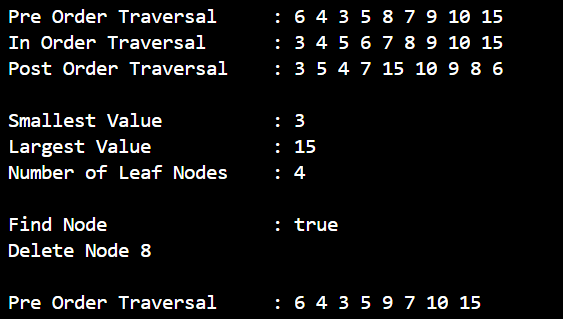 Pre Order Traversal : 6 4 3 5 8 7 9 10 15
In Order Traversal : 3 4 5 6 7 8 9 10 15
Post Order Traversal : 3 5 4 7 15 10 9 8 6
Smallest Value : 3
Largest Value : 15
Number of Leaf Nodes : 4
Find Node : true
Delete Node 8
Pre Order Traversal : 6 4 3 5 9 7 10 15